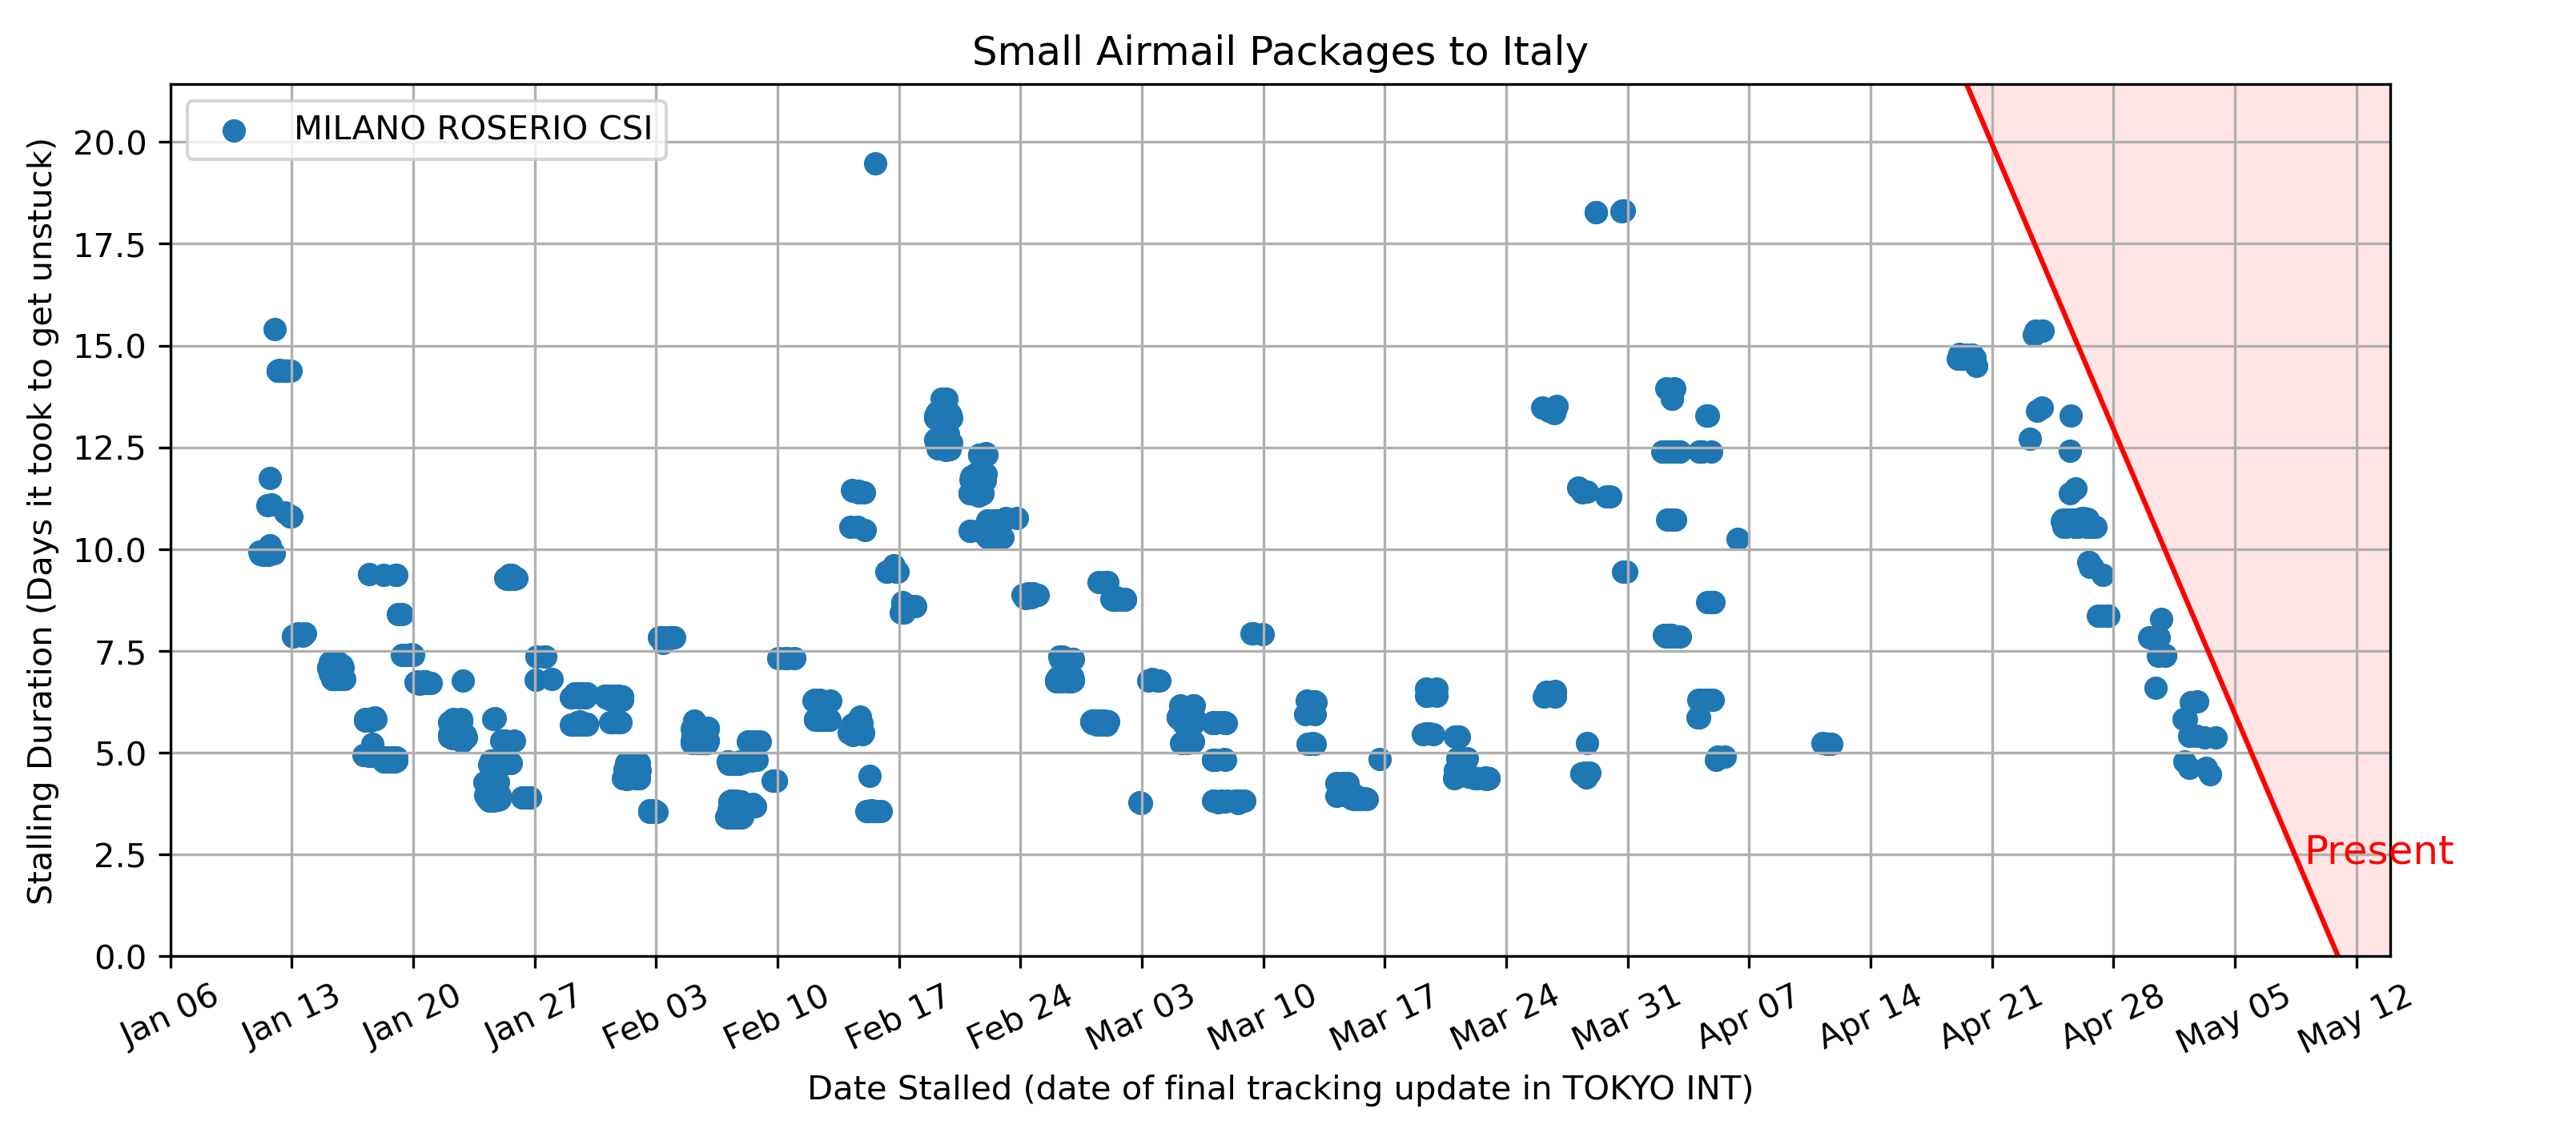 Small Airmail Packages to Italy
MILANO ROSERIO CSI
Stalling Duration (Days it took to get unstuck)
20.0
17.5
15.0
12.5
10.0
7.5
5.0
2.5
0.0
Present
Jan 06
Jan 13
Jan 20
Jan 27
Feb 03
Feb 10
Feb 17
Feb 24
Mar 03
Mar 10
Mar 17
Mar 24
Mar 31
Apr 07
Apr 14
Apr 21
Apr 28
May 05
May 12
Date Stalled (date of final tracking update in TOKYO INT)